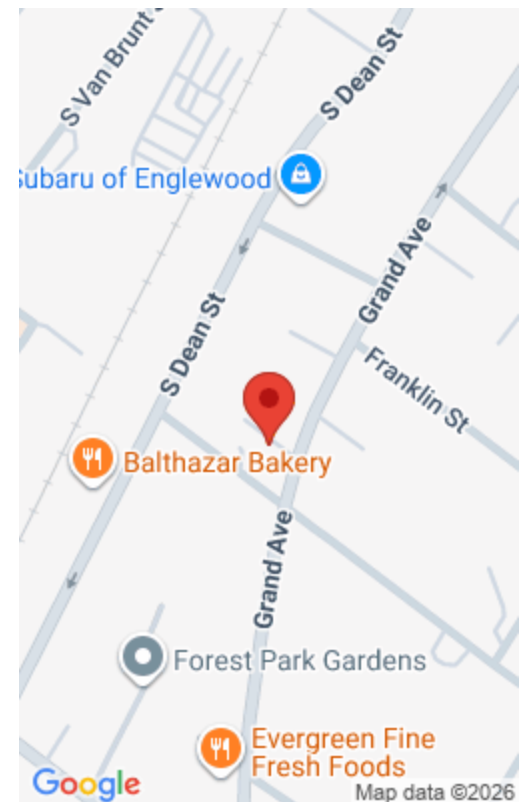 S Van Brunt S
S Dean St
Subaru of Englewood
Grand Ave
S Dean St
Franklin St
Balthazar Bakery
Grand Ave
Forest Park Gardens
Evergreen Fine
Fresh Foods
Google
Map data ©2026